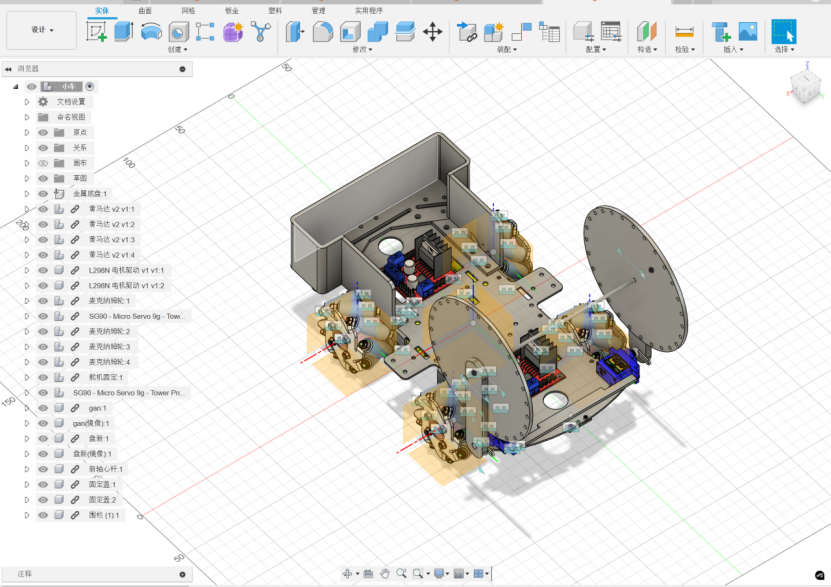 实体 曲面 网格 钣金 塑料 管理 实用程序
设计
创建 修改 装配 配置 构造 检验 插入 选择
浏览器
小车
文档设置
命名视图
原点
关系
画布
草图
金属底盘:1
黄马达 v2 v1:1
黄马达 v2 v1:2
黄马达 v2 v1:3
黄马达 v2 v1:4
L298N 电机驱动 v1 v1:1
L298N 电机驱动 v1 v1:2
麦克纳姆轮:1
SG90 - Micro Servo 9g - Tow...
麦克纳姆轮:2
麦克纳姆轮:3
麦克纳姆轮:4
舵机固定:1
SG90 - Micro Servo 9g - Tower Pr...
gan:1
gan(镜像):1
盘新:1
盘新(镜像):1
新轴心杆:1
固定盖:1
固定盖:2
围栏 (1):1
注释
50
0
50
100
200
150
0
50